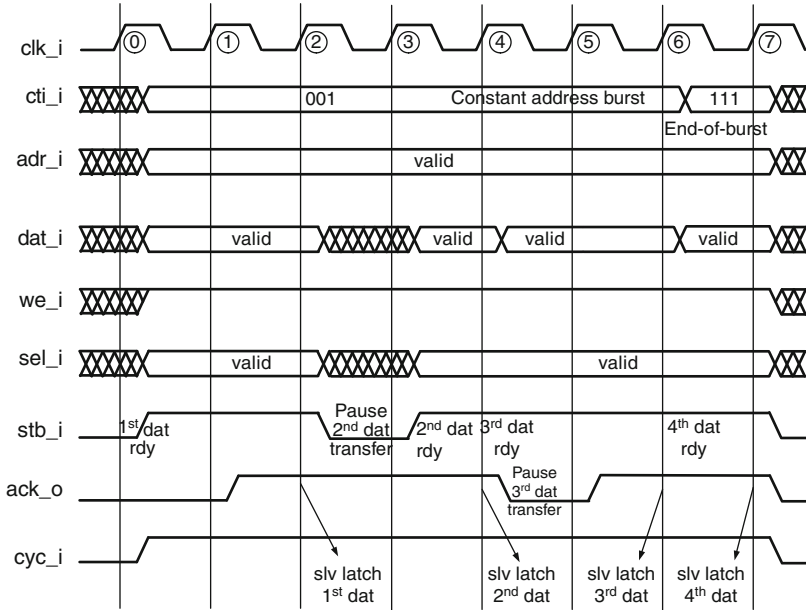 clk_i ⓪ ① ② ③ ④ ⑤ ⑥ ⑦
cti_i 001 Constant address burst 111
End-of-burst
adr_i valid
dat_i valid valid valid valid
we_i
sel_i valid valid
stb_i
1st dat
rdy
Pause
2nd dat
transfer
2nd dat
rdy
3rd dat
rdy
4th dat
rdy
ack_o
Pause
3rd dat
transfer
cyc_i
slv latch
1st dat
slv latch
2nd dat
slv latch
3rd dat
slv latch
4th dat